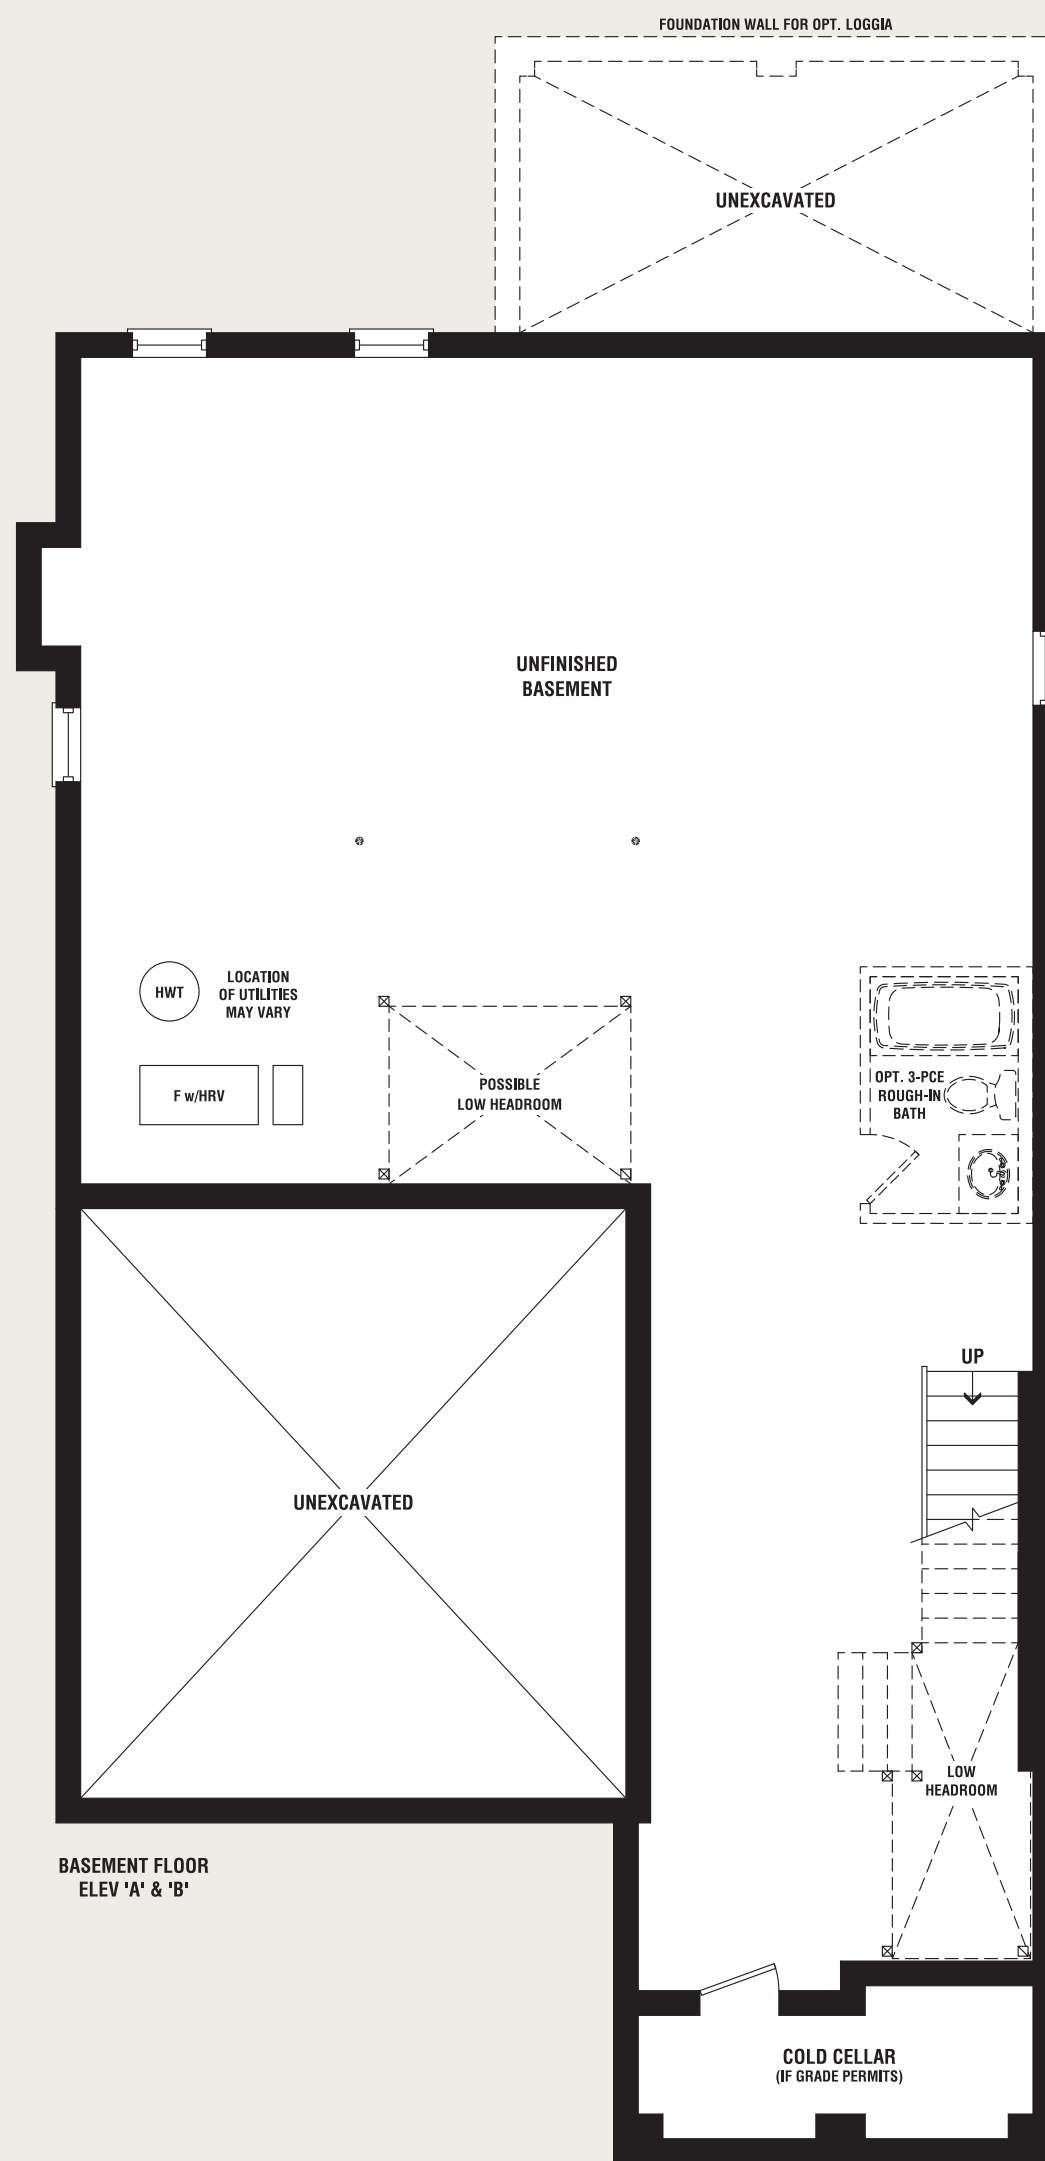 FOUNDATION WALL FOR OPT. LOGGIA
UNEXCAVATED
UNFINISHED
BASEMENT
HWT
LOCATION
OF UTILITIES
MAY VARY
F w/HRV
POSSIBLE
LOW HEADROOM
OPT. 3-PCE
ROUGH-IN
BATH
UP
UNEXCAVATED
LOW
HEADROOM
BASEMENT FLOOR
ELEV 'A' & 'B'
COLD CELLAR
(IF GRADE PERMITS)